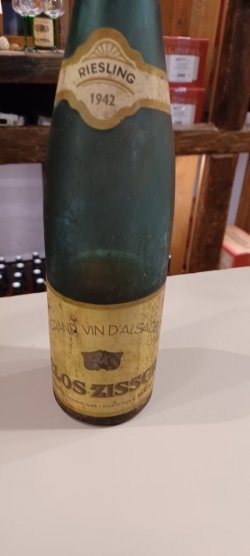 RIESLING
1942
GRAND VIN D'ALSACE
CLOS ZISSER